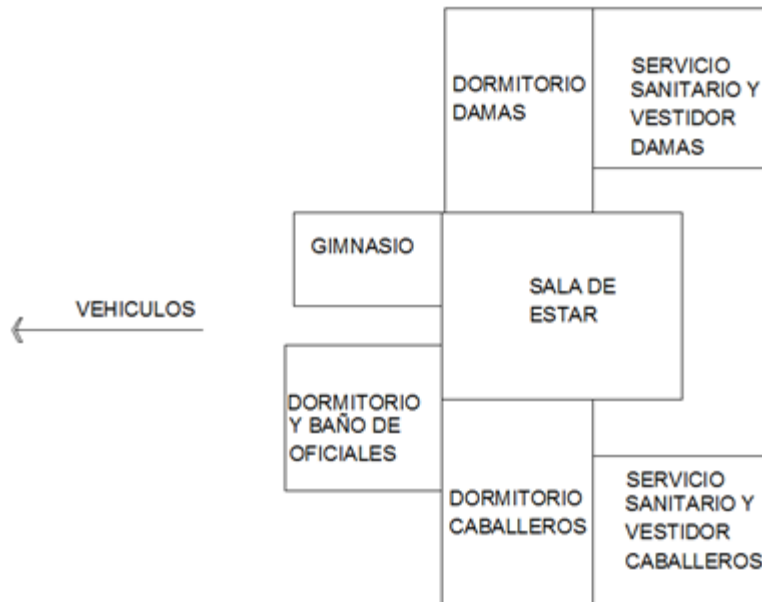 DORMITORIO
DAMAS
SERVICIO
SANITARIO Y
VESTIDOR
DAMAS
GIMNASIO
SALA DE
ESTAR
VEHICULOS
DORMITORIO
Y BAÑO DE
OFICIALES
DORMITORIO
CABALLEROS
SERVICIO
SANITARIO Y
VESTIDOR
CABALLEROS